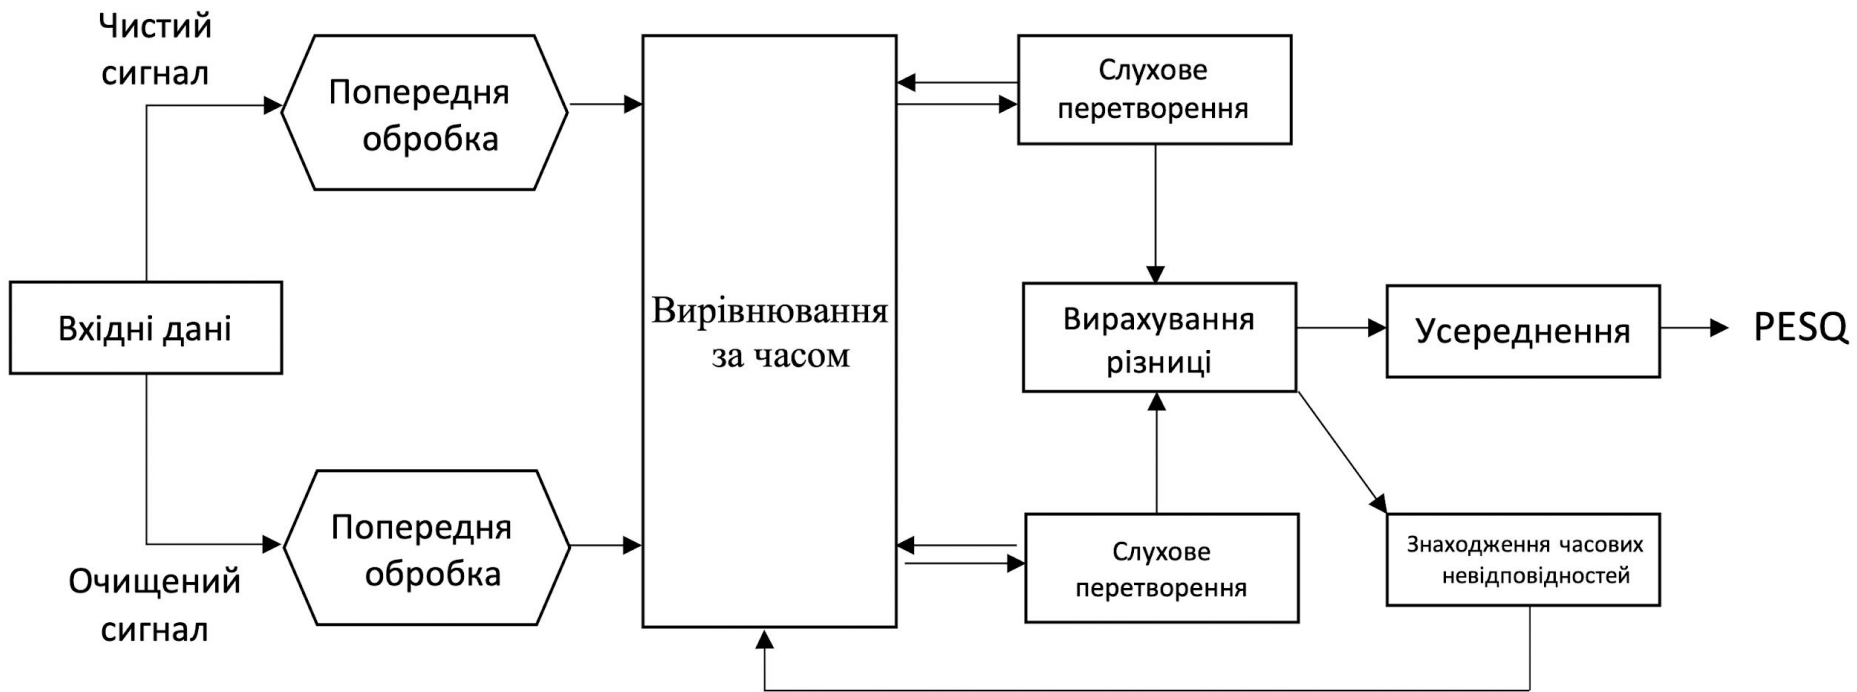 Чистий
сигнал
Попередня
обробка
Слухове
перетворення
Вхідні дані
Вирівнювання
за часом
Вирахування
різниці
Усереднення
PESQ
Очищений
сигнал
Попередня
обробка
Слухове
перетворення
Знаходження часових
невідповідностей